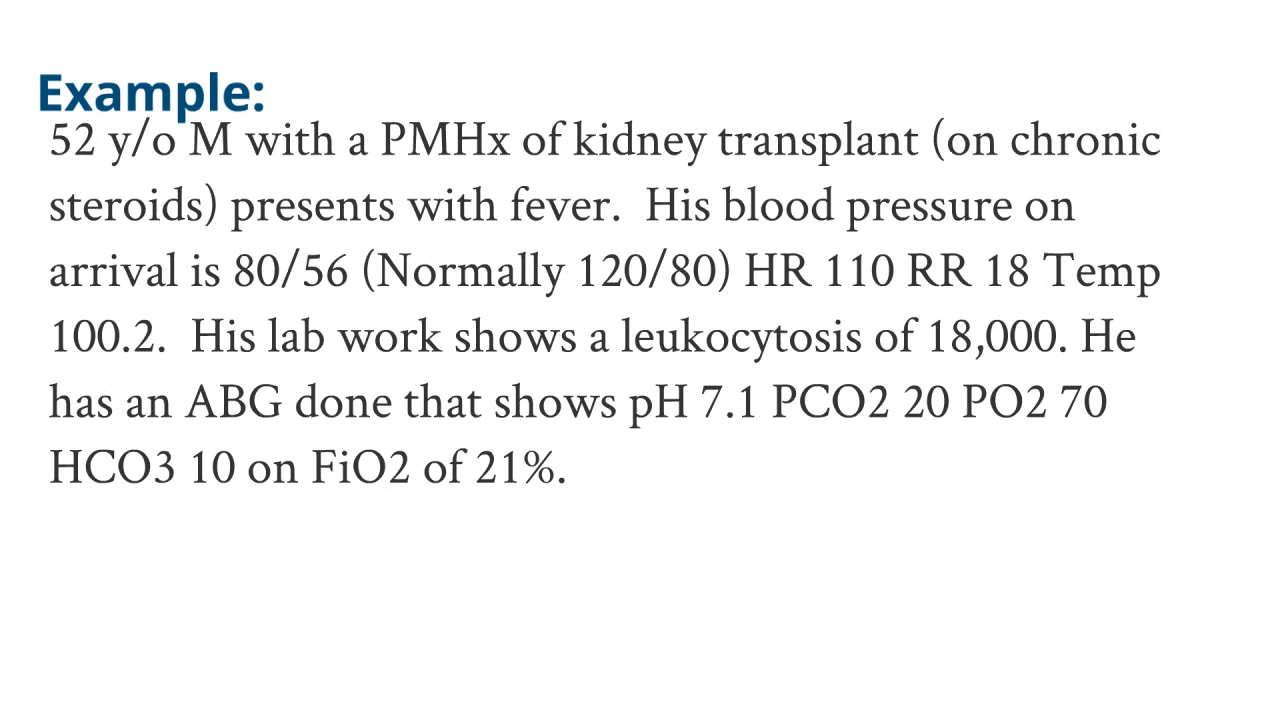 Example:
52 y/o M with a PMHx of kidney transplant (on chronic
steroids) presents with fever.  His blood pressure on
arrival is 80/56 (Normally 120/80) HR 110 RR 18 Temp
100.2.  His lab work shows a leukocytosis of 18,000. He
has an ABG done that shows pH 7.1 PCO2 20 PO2 70
HCO3 10 on FiO2 of 21%.